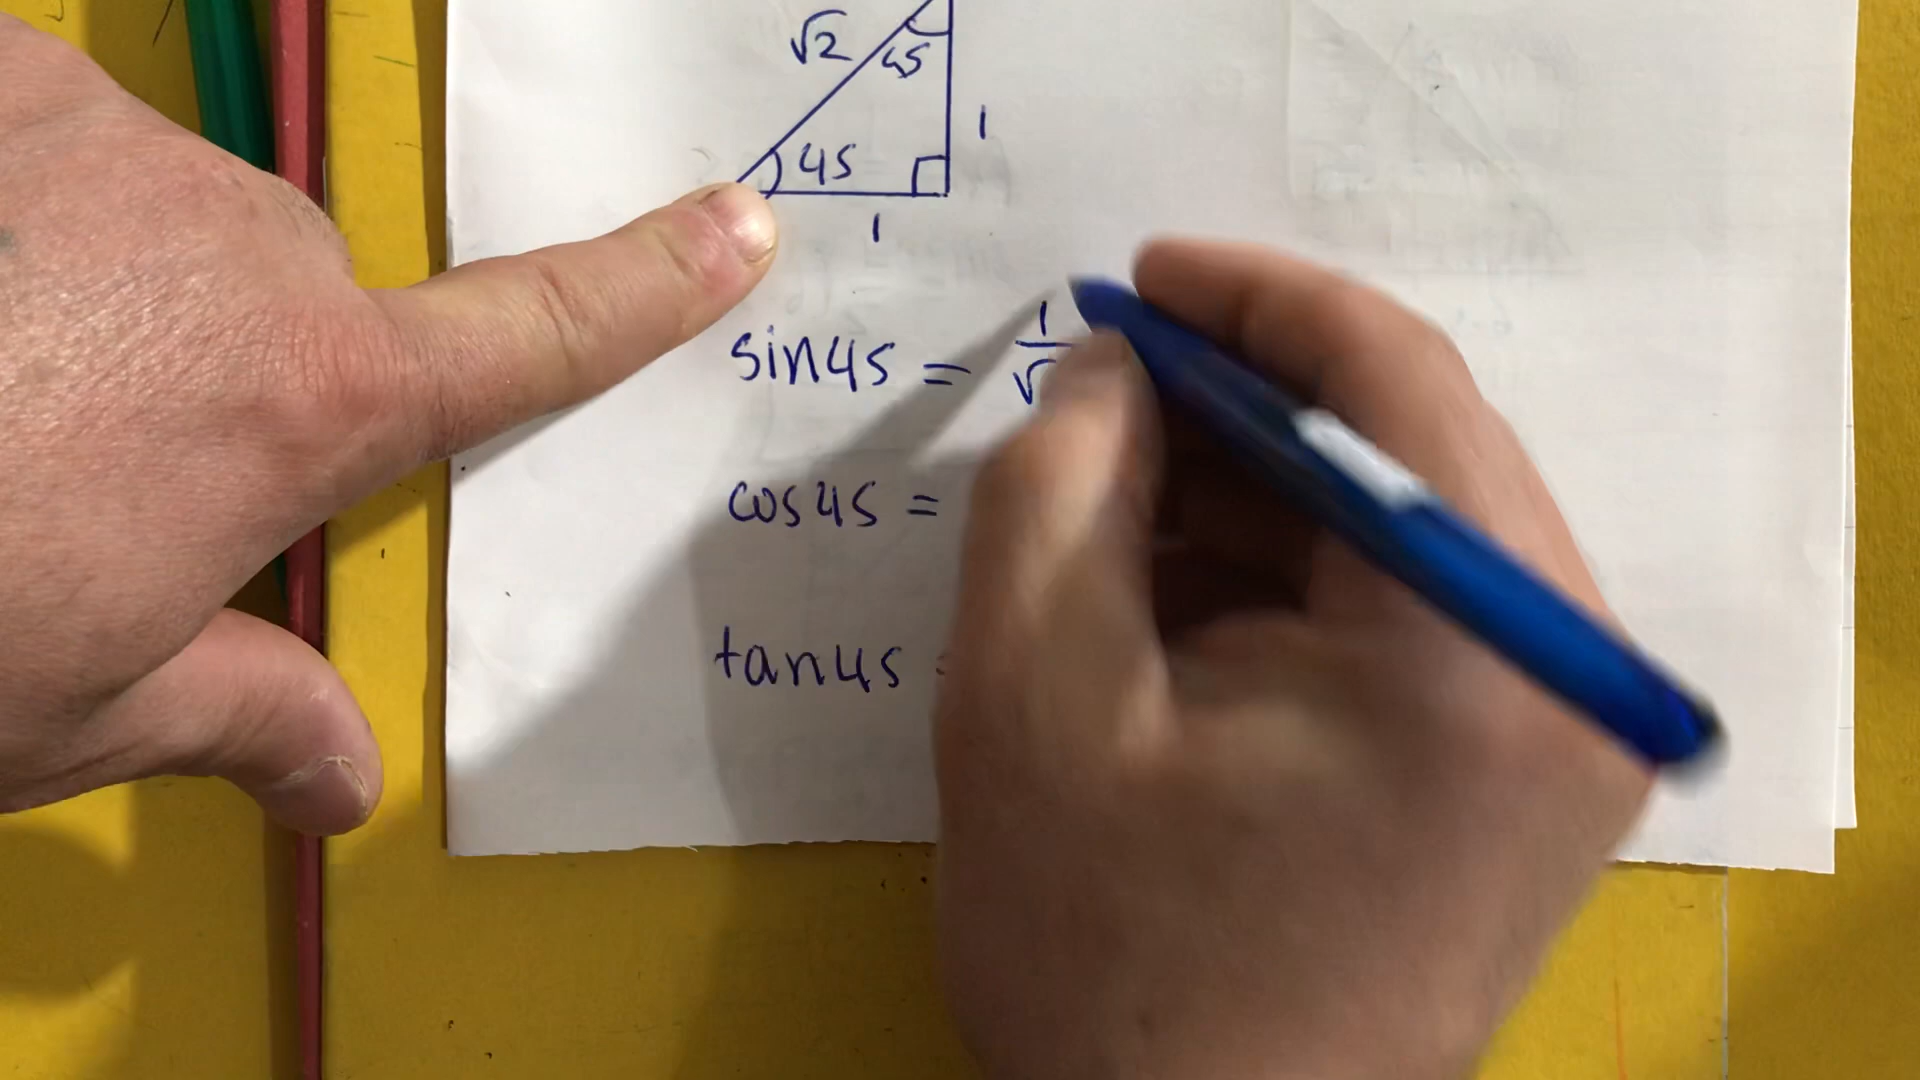 √2
45
1
45
1
sin45 = 1/√
cos45 =
tan45 =